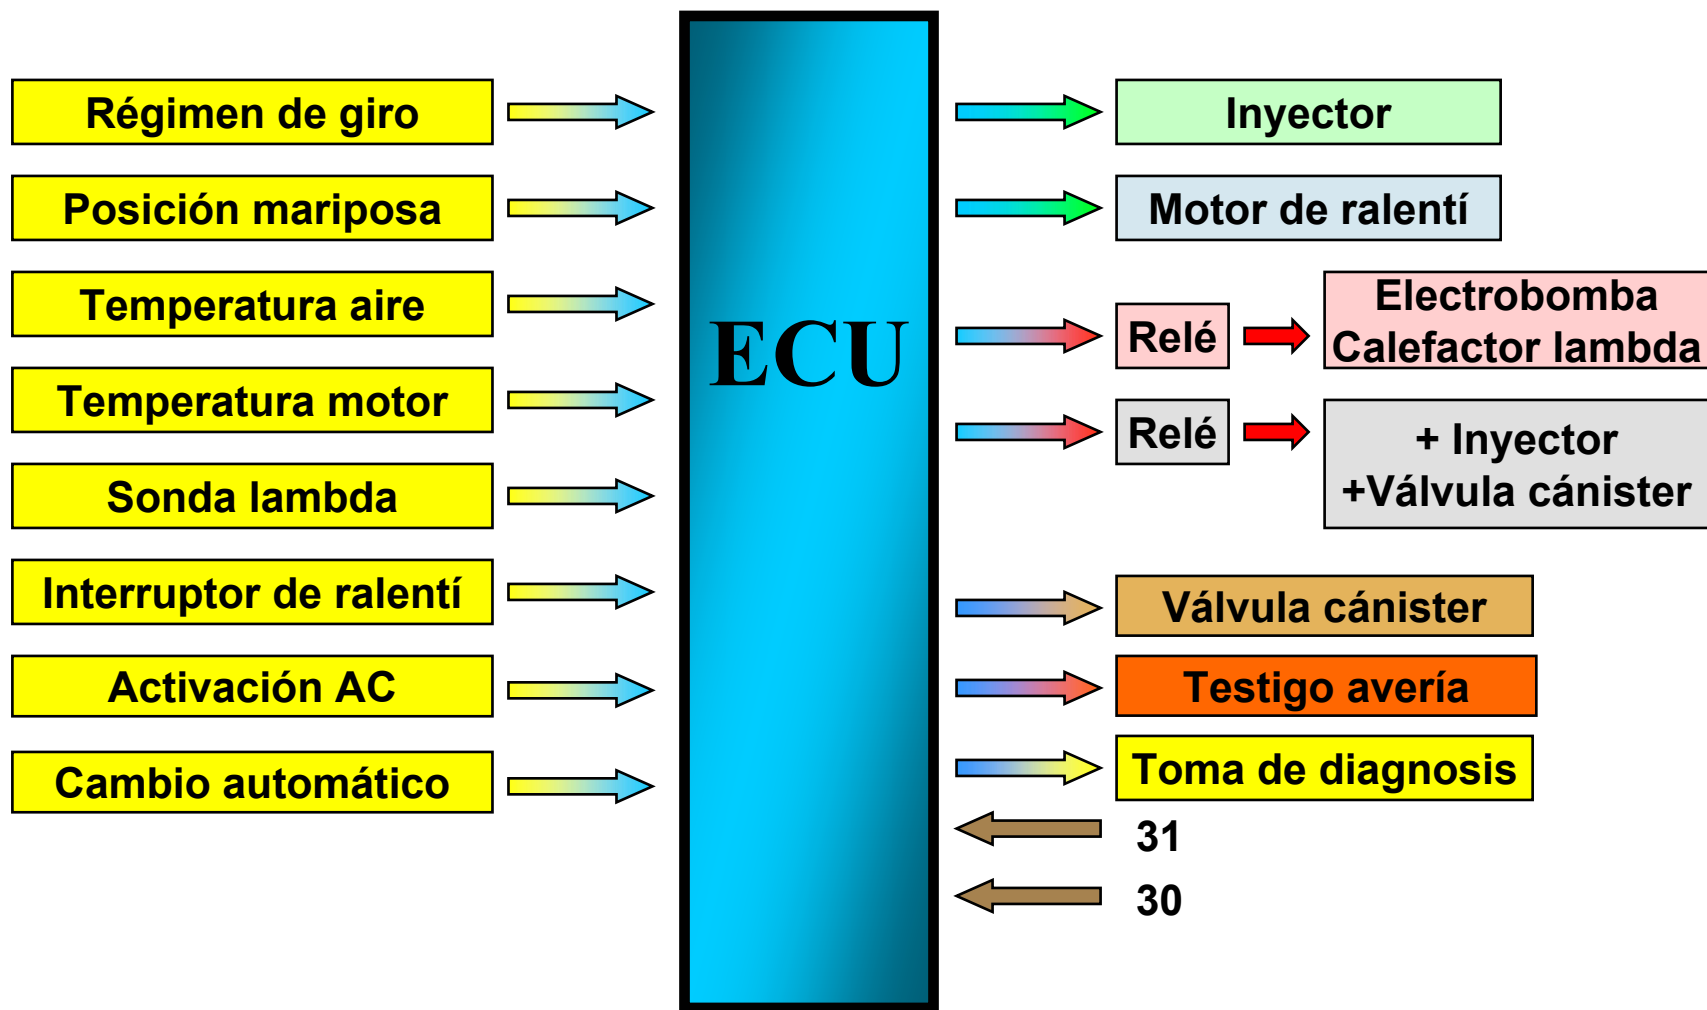 Régimen de giro
Posición mariposa
Temperatura aire
Temperatura motor
Sonda lambda
Interruptor de ralentí
Activación AC
Cambio automático
ECU
Inyector
Motor de ralentí
Relé
Electrobomba
Calefactor lambda
Relé
+ Inyector
+Válvula cánister
Válvula cánister
Testigo avería
Toma de diagnosis
31
30